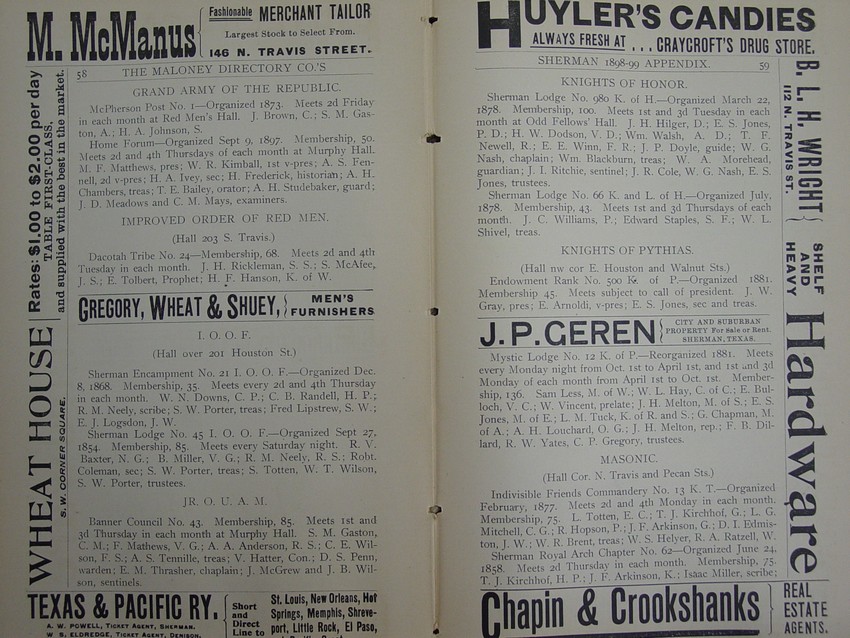 M. McManus
Fashionable MERCHANT TAILOR
Largest Stock to Select From.
146 N. TRAVIS STREET.
WHEAT HOUSE
S. W. CORNER SQUARE.
Rates: $1.00 to $2.00 per day
TABLE FIRST-CLASS,
and supplied with the best in the market.
58 THE MALONEY DIRECTORY CO.'S
GRAND ARMY OF THE REPUBLIC.
McPherson Post No. 1—Organized 1873. Meets 2d Friday
in each month at Red Men's Hall. J. Brown, C.; S. M. Gas-
ton, A.; H. A. Johnson, S.
Home Forum—Organized Sept 9, 1897. Membership, 50.
Meets 2d and 4th Thursdays of each month at Murphy Hall.
M. F. Matthews, pres; W. R. Kimball, 1st v-pres; A. S. Fen-
nell, 2d v-pres; H. A. Ivey, sec; H. Frederick, historian; A. H.
Chambers, treas; T. E. Bailey, orator; A. H. Studebaker, guard;
J. D. Meadows and C. M. Mays, examiners.
IMPROVED ORDER OF RED MEN.
(Hall 203 S. Travis.)
Dacotah Tribe No. 24—Membership, 68. Meets 2d and 4th
Tuesday in each month. J. H. Rickleman, S. S.; S. McAfee,
J. S.; E. Tolbert, Prophet; H. F. Hanson, K. of W.
GREGORY, WHEAT & SHUEY, MEN'S
FURNISHERS
I. O. O. F.
(Hall over 201 Houston St.)
Sherman Encampment No. 21 I. O. O. F.—Organized Dec.
8, 1868. Membership, 35. Meets every 2d and 4th Thursday
in each month. W. N. Downs, C. P.; C. B. Randell, H. P.;
R. M. Neely, scribe; S. W. Porter, treas; Fred Lipstrew, S. W.;
E. J. Logsdon, J. W.
Sherman Lodge No. 45 I. O. O. F.—Organized Sept 27,
1854. Membership, 85. Meets every Saturday night. R. V.
Baxter, N. G.; B. Miller, V. G.; R. M. Neely, R. S.; Robt.
Coleman, sec; S. W. Porter, treas; S. Totten, W. T. Wilson,
S. W. Porter, trustees.
JR. O. U. A. M.
Banner Council No. 43. Membership, 85. Meets 1st and
3d Thursday in each month at Murphy Hall. S. M. Gaston,
C. M.; F. Mathews, V. G.; A. A. Anderson, R. S.; C. E. Wil-
son, F. S.; A. S. Tennille, treas; V. Hatter, Con.; D. S. Penn,
warden; E. M. Thrasher, chaplain; J. McGrew and J. B. Wil-
son, sentinels.
TEXAS & PACIFIC RY.
A. W. POWELL, TICKET AGENT, SHERMAN.
W. S. ELDREDGE, TICKET AGENT, DENISON.
Short
and
Direct
Line to
St. Louis, New Orleans, Hot
Springs, Memphis, Shreve-
port, Little Rock, El Paso,
HUYLER'S CANDIES
ALWAYS FRESH AT ... CRAYCROFT'S DRUG STORE.
SHERMAN 1898-99 APPENDIX. 59
KNIGHTS OF HONOR.
Sherman Lodge No. 980 K. of H.—Organized March 22,
1878. Membership, 100. Meets 1st and 3d Tuesday in each
month at Odd Fellows' Hall. J. H. Hilger, D.; E. S. Jones,
P. D.; H. W. Dodson, V. D.; Wm. Walsh, A. D.; T. F.
Newell, R.; E. E. Winn, F. R.; J. P. Doyle, guide; W. G.
Nash, chaplain; Wm. Blackburn, treas; W. A. Morehead,
guardian; J. I. Ritchie, sentinel; J. R. Cole, W. G. Nash, E. S.
Jones, trustees.
Sherman Lodge No. 66 K. and L. of H.—Organized July,
1878. Membership, 43. Meets 1st and 3d Thursdays of each
month. J. C. Williams, P.; Edward Staples, S. F.; W. L.
Shivel, treas.
KNIGHTS OF PYTHIAS.
(Hall nw cor E. Houston and Walnut Sts.)
Endowment Rank No. 500 K. of P.—Organized 1881.
Membership 45. Meets subject to call of president. J. W.
Gray, pres; E. Arnoldi, v-pres; E. S. Jones, sec and treas.
J. P. GEREN CITY AND SUBURBAN
PROPERTY For Sale or Rent.
SHERMAN, TEXAS.
Mystic Lodge No. 12 K. of P.—Reorganized 1881. Meets
every Monday night from Oct. 1st to April 1st, and 1st and 3d
Monday of each month from April 1st to Oct. 1st. Member-
ship, 136. Sam Less, M. of W.; W. L. Hay, C. of C.; E. Bul-
loch, V. C.; W. Vincent, prelate; J. H. Melton, M. of S.; E. S.
Jones, M. of E.; L. M. Tuck, K. of R. and S.; G. Chapman, M.
of A.; A. H. Louchard, O. G.; J. H. Melton, rep.; F. B. Dil-
lard, R. W. Yates, C. P. Gregory, trustees.
MASONIC.
(Hall Cor. N. Travis and Pecan Sts.)
Indivisible Friends Commandery No. 13 K. T.—Organized
February, 1877. Meets 2d and 4th Monday in each month.
Membership, 75. L. Totten, E. C.; T. J. Kirchhof, G.; L. G.
Mitchell, C. G.; R. Hopson, P.; J. F. Arkinson, G.; D. I. Edmis-
ton, J. W.; W. R. Brent, treas; W. S. Helyer, R. A. Ratzell, W.
Sherman Royal Arch Chapter No. 62—Organized June 24,
1858. Meets 2d Thursday in each month. Membership, 75.
T. J. Kirchhof, H. P.; J. F. Arkinson, K.; Isaac Miller, scribe;
B. L. H. WRIGHT
112 N. TRAVIS ST.
SHELF
AND
HEAVY
Hardware
Chapin & Crookshanks
REAL
ESTATE
AGENTS.